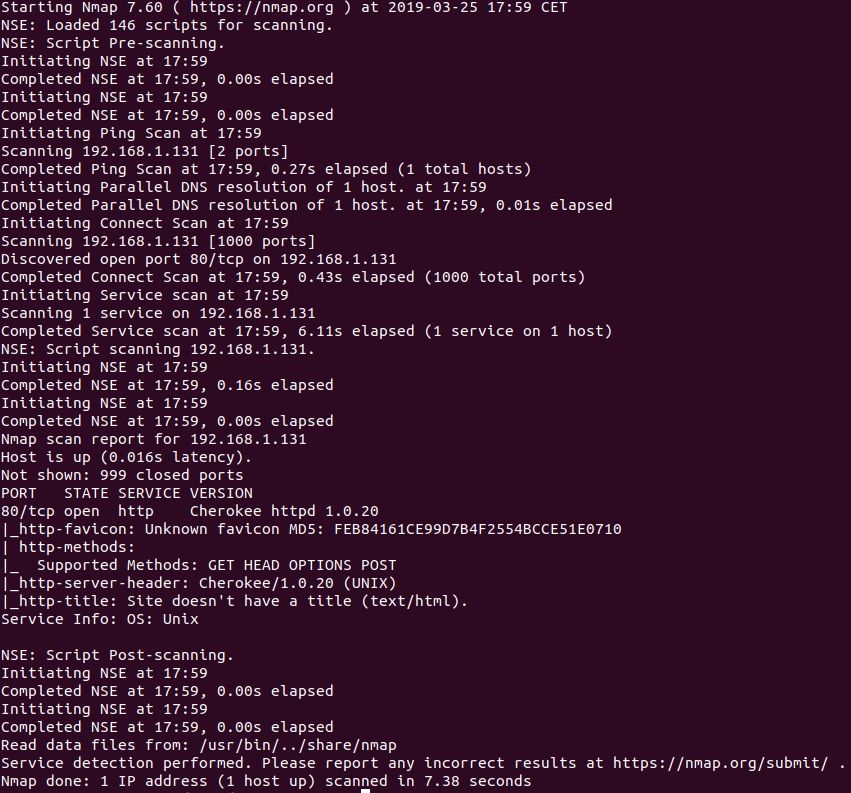 Starting Nmap 7.60 ( https://nmap.org ) at 2019-03-25 17:59 CET
NSE: Loaded 146 scripts for scanning.
NSE: Script Pre-scanning.
Initiating NSE at 17:59
Completed NSE at 17:59, 0.00s elapsed
Initiating NSE at 17:59
Completed NSE at 17:59, 0.00s elapsed
Initiating Ping Scan at 17:59
Scanning 192.168.1.131 [2 ports]
Completed Ping Scan at 17:59, 0.27s elapsed (1 total hosts)
Initiating Parallel DNS resolution of 1 host. at 17:59
Completed Parallel DNS resolution of 1 host. at 17:59, 0.01s elapsed
Initiating Connect Scan at 17:59
Scanning 192.168.1.131 [1000 ports]
Discovered open port 80/tcp on 192.168.1.131
Completed Connect Scan at 17:59, 0.43s elapsed (1000 total ports)
Initiating Service scan at 17:59
Scanning 1 service on 192.168.1.131
Completed Service scan at 17:59, 6.11s elapsed (1 service on 1 host)
NSE: Script scanning 192.168.1.131.
Initiating NSE at 17:59
Completed NSE at 17:59, 0.16s elapsed
Initiating NSE at 17:59
Completed NSE at 17:59, 0.00s elapsed
Nmap scan report for 192.168.1.131
Host is up (0.016s latency).
Not shown: 999 closed ports
PORT   STATE SERVICE VERSION
80/tcp open  http    Cherokee httpd 1.0.20
|_http-favicon: Unknown favicon MD5: FEB84161CE99D7B4F2554BCCE51E0710
| http-methods:
|_  Supported Methods: GET HEAD OPTIONS POST
|_http-server-header: Cherokee/1.0.20 (UNIX)
|_http-title: Site doesn't have a title (text/html).
Service Info: OS: Unix

NSE: Script Post-scanning.
Initiating NSE at 17:59
Completed NSE at 17:59, 0.00s elapsed
Initiating NSE at 17:59
Completed NSE at 17:59, 0.00s elapsed
Read data files from: /usr/bin/../share/nmap
Service detection performed. Please report any incorrect results at https://nmap.org/submit/ .
Nmap done: 1 IP address (1 host up) scanned in 7.38 seconds